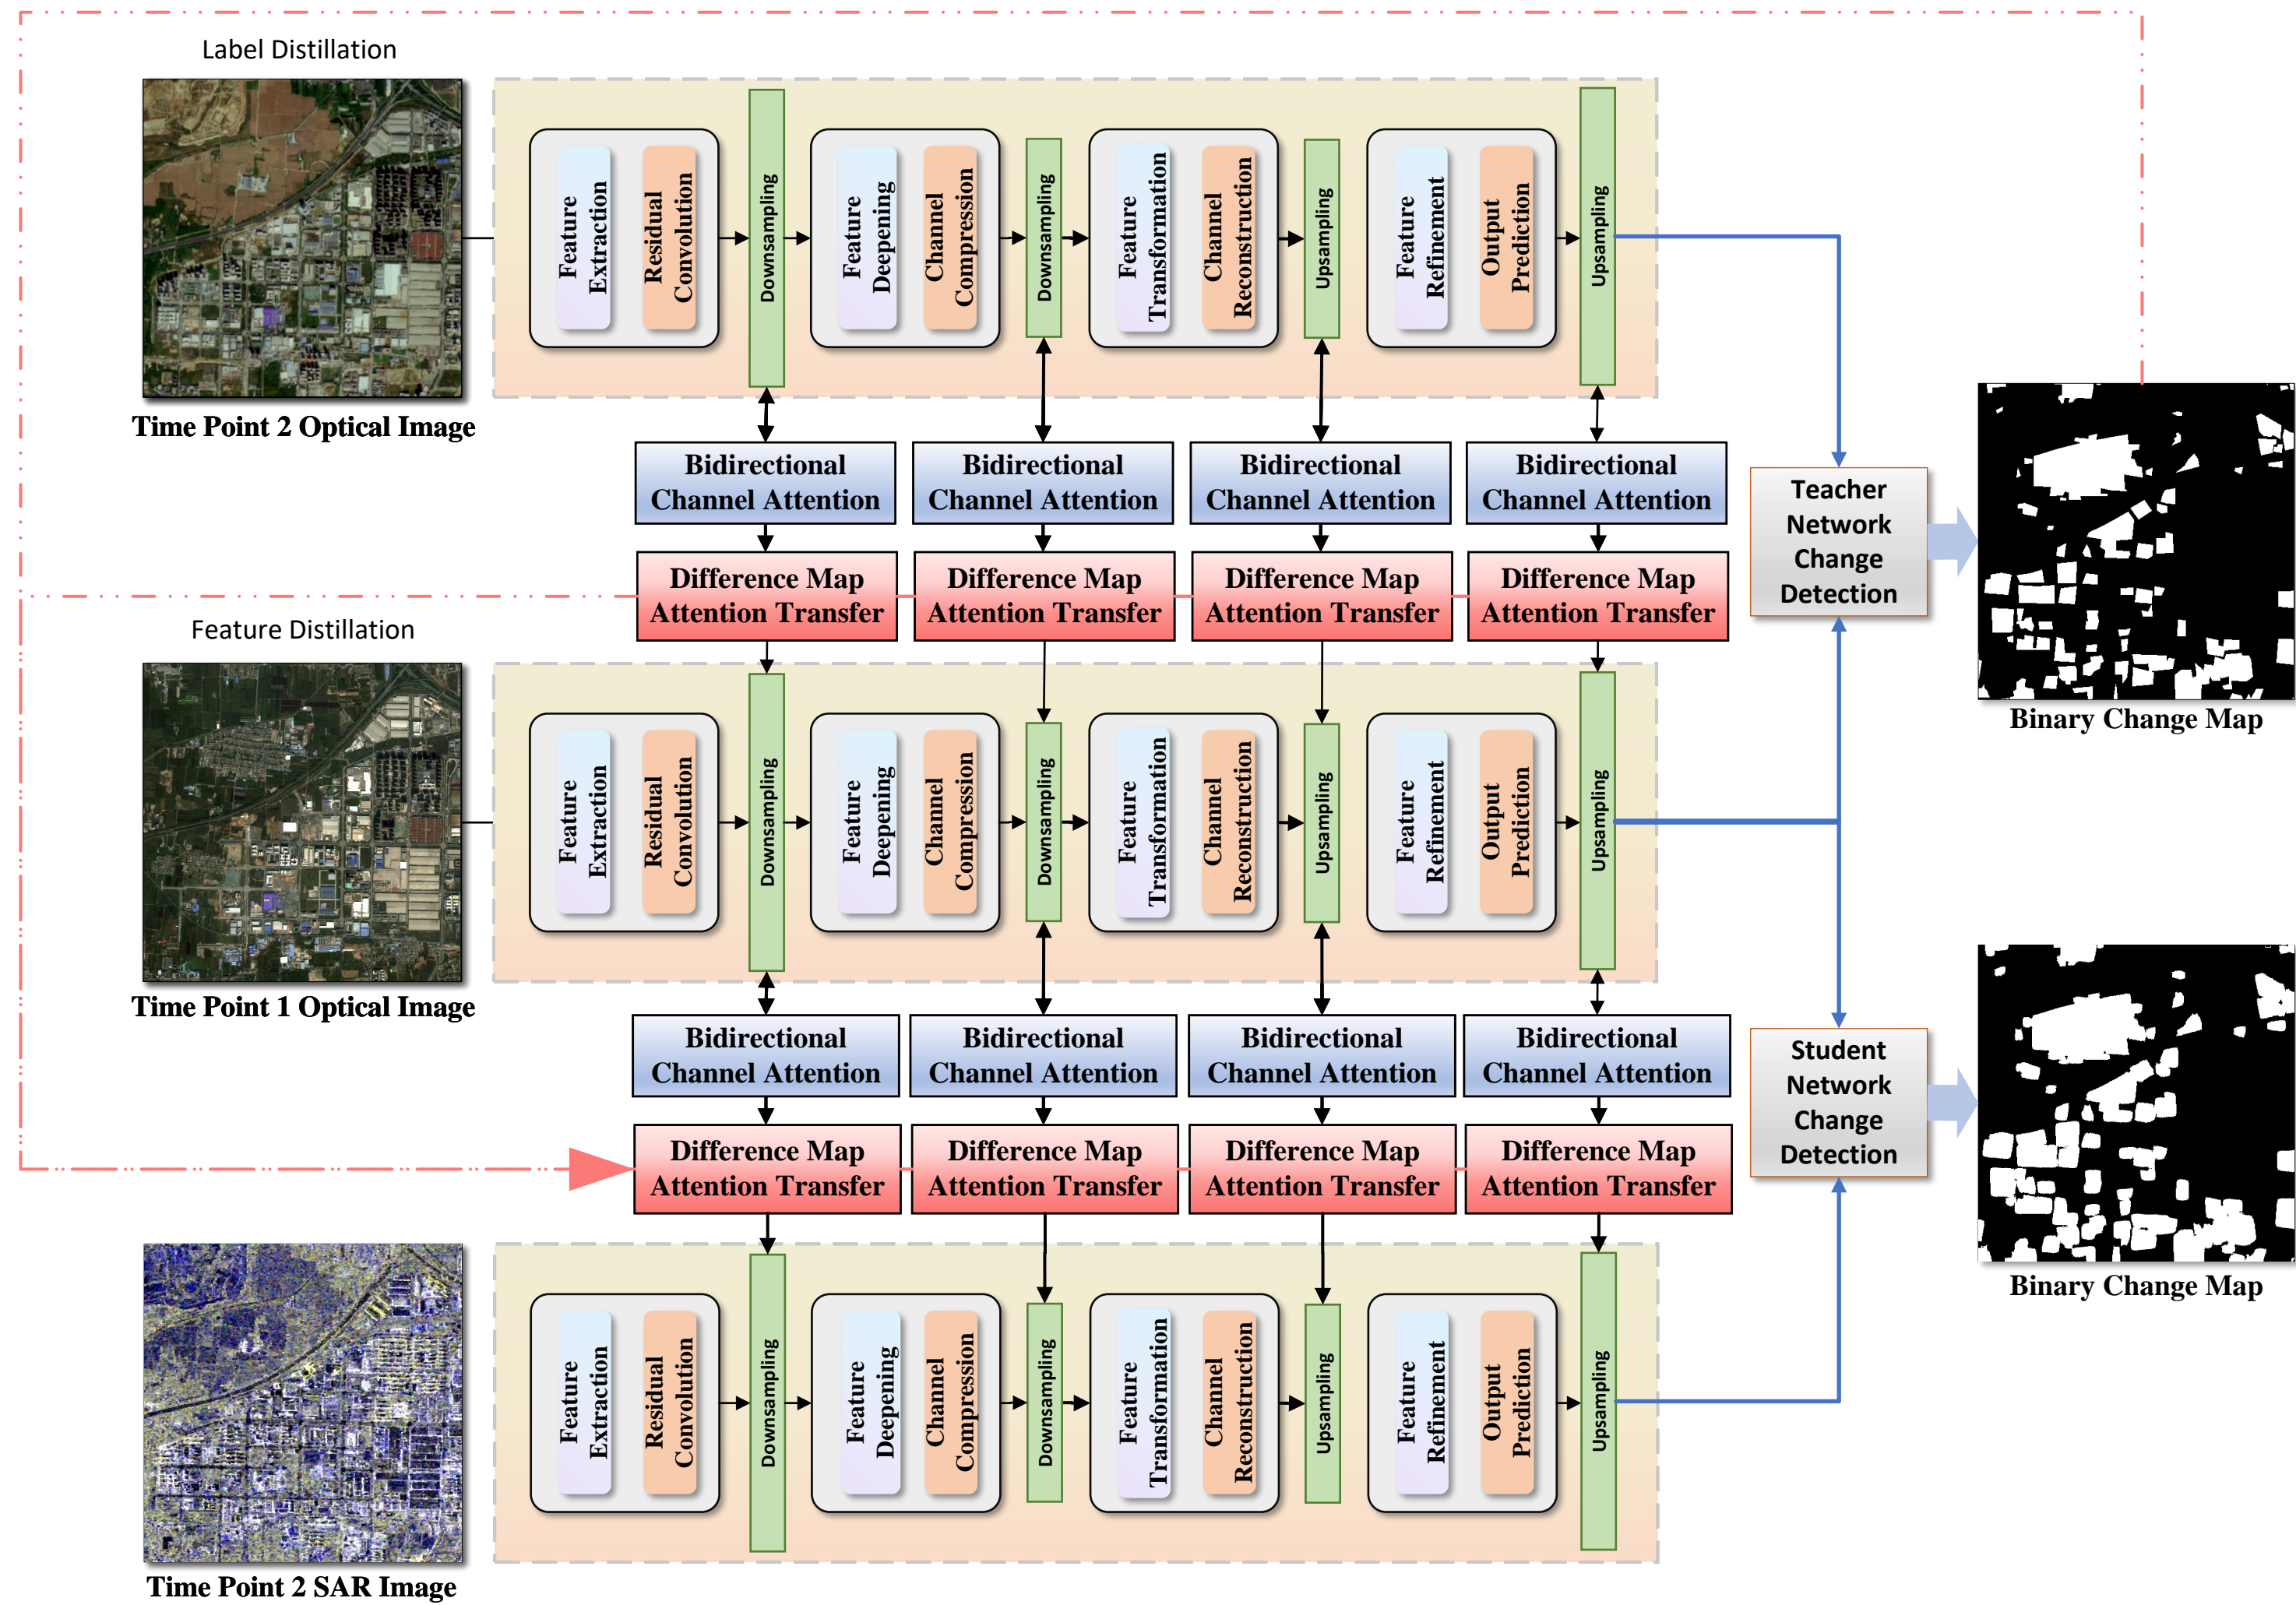 Label Distillation
Time Point 2 Optical Image
Feature
Extraction
Residual
Convolution
Downsampling
Feature
Deepening
Channel
Compression
Downsampling
Feature
Transformation
Channel
Reconstruction
Upsampling
Feature
Refinement
Output
Prediction
Upsampling
Bidirectional
Channel Attention
Bidirectional
Channel Attention
Bidirectional
Channel Attention
Bidirectional
Channel Attention
Difference Map
Attention Transfer
Difference Map
Attention Transfer
Difference Map
Attention Transfer
Difference Map
Attention Transfer
Teacher
Network
Change
Detection
Binary Change Map
Feature Distillation
Time Point 1 Optical Image
Feature
Extraction
Residual
Convolution
Downsampling
Feature
Deepening
Channel
Compression
Downsampling
Feature
Transformation
Channel
Reconstruction
Upsampling
Feature
Refinement
Output
Prediction
Upsampling
Bidirectional
Channel Attention
Bidirectional
Channel Attention
Bidirectional
Channel Attention
Bidirectional
Channel Attention
Difference Map
Attention Transfer
Difference Map
Attention Transfer
Difference Map
Attention Transfer
Difference Map
Attention Transfer
Student
Network
Change
Detection
Binary Change Map
Time Point 2 SAR Image
Feature
Extraction
Residual
Convolution
Downsampling
Feature
Deepening
Channel
Compression
Downsampling
Feature
Transformation
Channel
Reconstruction
Upsampling
Feature
Refinement
Output
Prediction
Upsampling